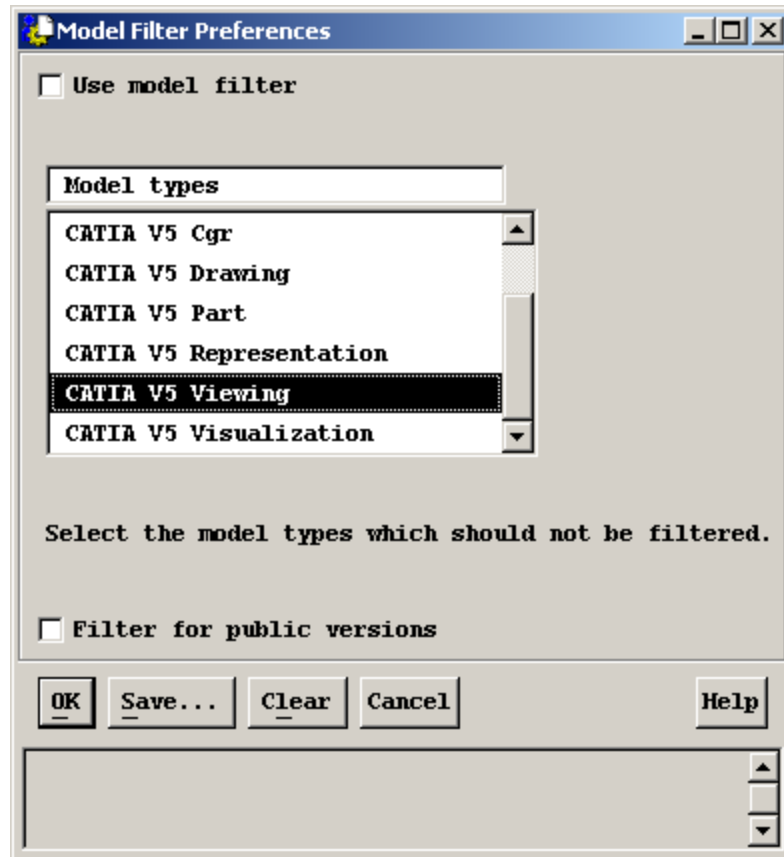 Model Filter Preferences
Use model filter
Model types
CATIA V5 Cgr
CATIA V5 Drawing
CATIA V5 Part
CATIA V5 Representation
CATIA V5 Viewing
CATIA V5 Visualization
Select the model types which should not be filtered.
Filter for public versions
OK Save... Clear Cancel Help